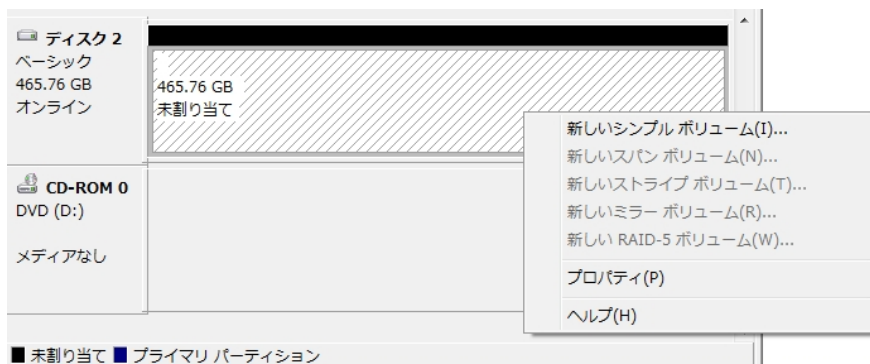 ディスク 2
ベーシック
465.76 GB
オンライン
465.76 GB
未割り当て
新しいシンプル ボリューム(I)...
新しいスパン ボリューム(N)...
新しいストライプ ボリューム(T)...
新しいミラー ボリューム(R)...
新しい RAID-5 ボリューム(W)...
プロパティ(P)
ヘルプ(H)
CD-ROM 0
DVD (D:)
メディアなし
未割り当て プライマリ パーティション